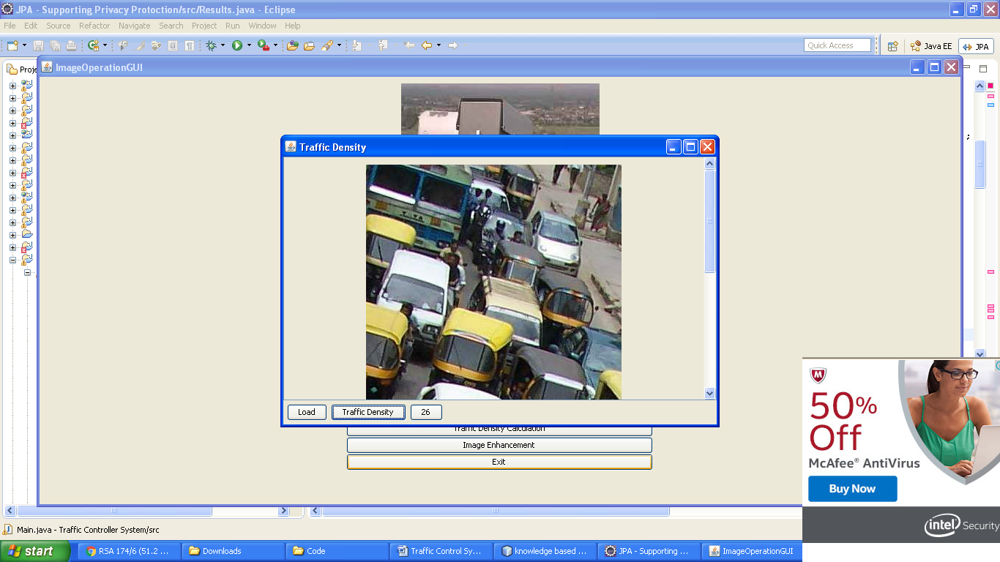 JPA - Supporting Privacy Protoction/src/Results.java - Eclipse
File Edit Source Refactor Navigate Search Project Run Window Help
Quick Access
Java EE
JPA
Proje
ImageOperationGUI
Traffic Density
Load
Traffic Density
26
Traffic Density Calculation
Image Enhancement
Exit
M
50% Off
McAfee® AntiVirus
Buy Now
intel Security
Main.java - Traffic Controller System/src
start
RSA 174/6 (51.2 ...
Downloads
Code
Traffic Control Sy...
knowledge based ...
JPA - Supporting ...
ImageOperationGUI